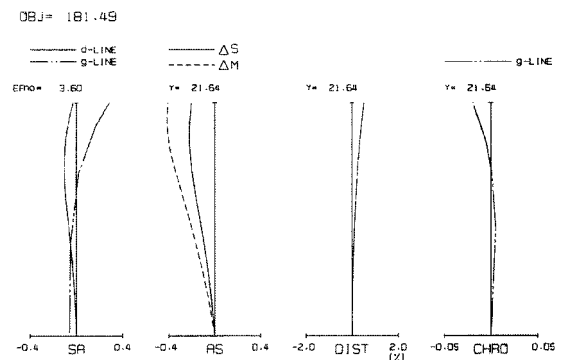 OBJ= 181.49
d-LINE
g-LINE
ΔS
ΔM
g-LINE
EFno= 3.60
Y= 21.64
Y= 21.64
Y= 21.64
-0.4 SA 0.4
-0.4 AS 0.4
-2.0 DIST 2.0
(%)
-0.05 CHRO 0.05